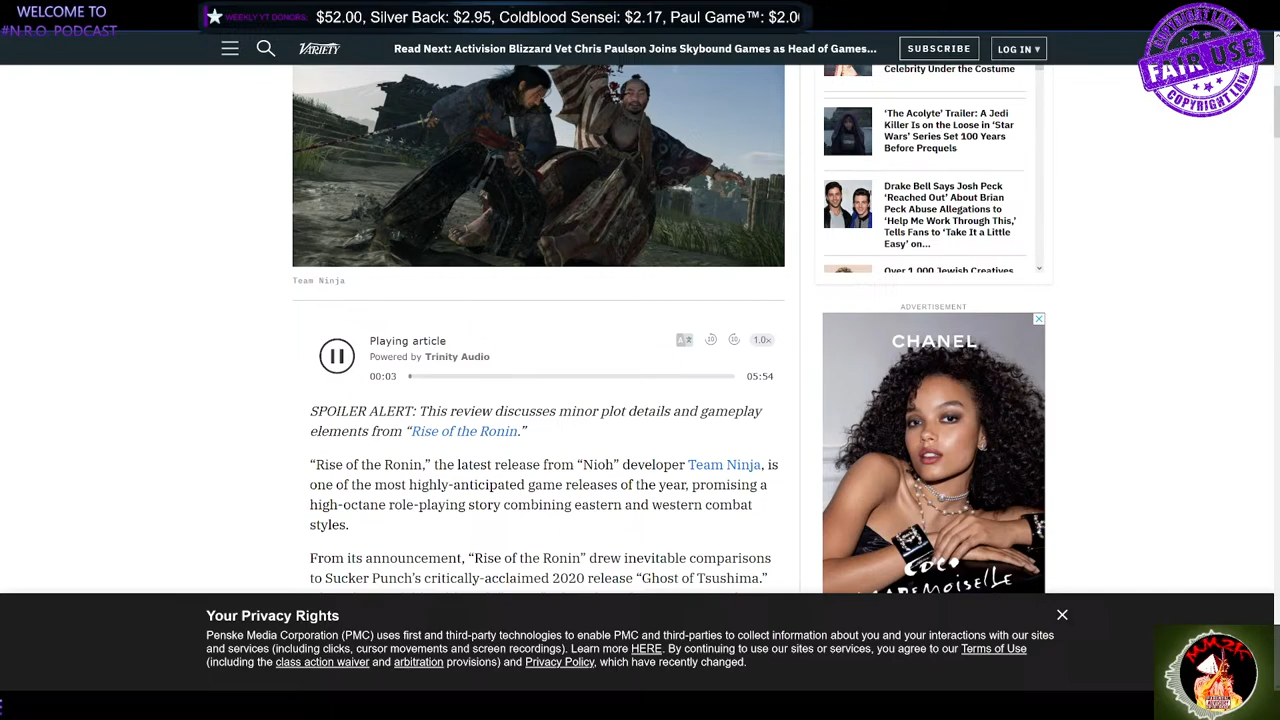 WELCOME TO
#N.R.O PODCAST
WEEKLY YT DONORS:
$52.00, Silver Back: $2.95, Coldblood Sensei: $2.17, Paul Game™: $2.0
VARIETY
Read Next: Activision Blizzard Vet Chris Paulson Joins Skybound Games as Head of Games...
SUBSCRIBE
LOG IN ▾
COPYRIGHT LAW
FAIR USE
COPYRIGHT LAW
Team Ninja
Playing article
Powered by Trinity Audio
10
10
1.0×
00:03
05:54
SPOILER ALERT: This review discusses minor plot details and gameplay
elements from “Rise of the Ronin.”
“Rise of the Ronin,” the latest release from “Nioh” developer Team Ninja, is
one of the most highly-anticipated game releases of the year, promising a
high-octane role-playing story combining eastern and western combat
styles.
From its announcement, “Rise of the Ronin” drew inevitable comparisons
to Sucker Punch’s critically-acclaimed 2020 release “Ghost of Tsushima.”
Celebrity Under the Costume
‘The Acolyte’ Trailer: A Jedi
Killer Is on the Loose in ‘Star
Wars’ Series Set 100 Years
Before Prequels
Drake Bell Says Josh Peck
‘Reached Out’ About Brian
Peck Abuse Allegations to
‘Help Me Work Through This,’
Tells Fans to ‘Take It a Little
Easy’ on...
Over 1,000 Jewish Creatives
ADVERTISEMENT
CHANEL
COCO
MADEMOISELLE
Your Privacy Rights
Penske Media Corporation (PMC) uses first and third-party technologies to enable PMC and third-parties to collect information about you and your interactions with our sites
and services (including clicks, cursor movements and screen recordings). Learn more HERE. By continuing to use our sites or services, you agree to our Terms of Use
(including the class action waiver and arbitration provisions) and Privacy Policy, which have recently changed.
MJM2K